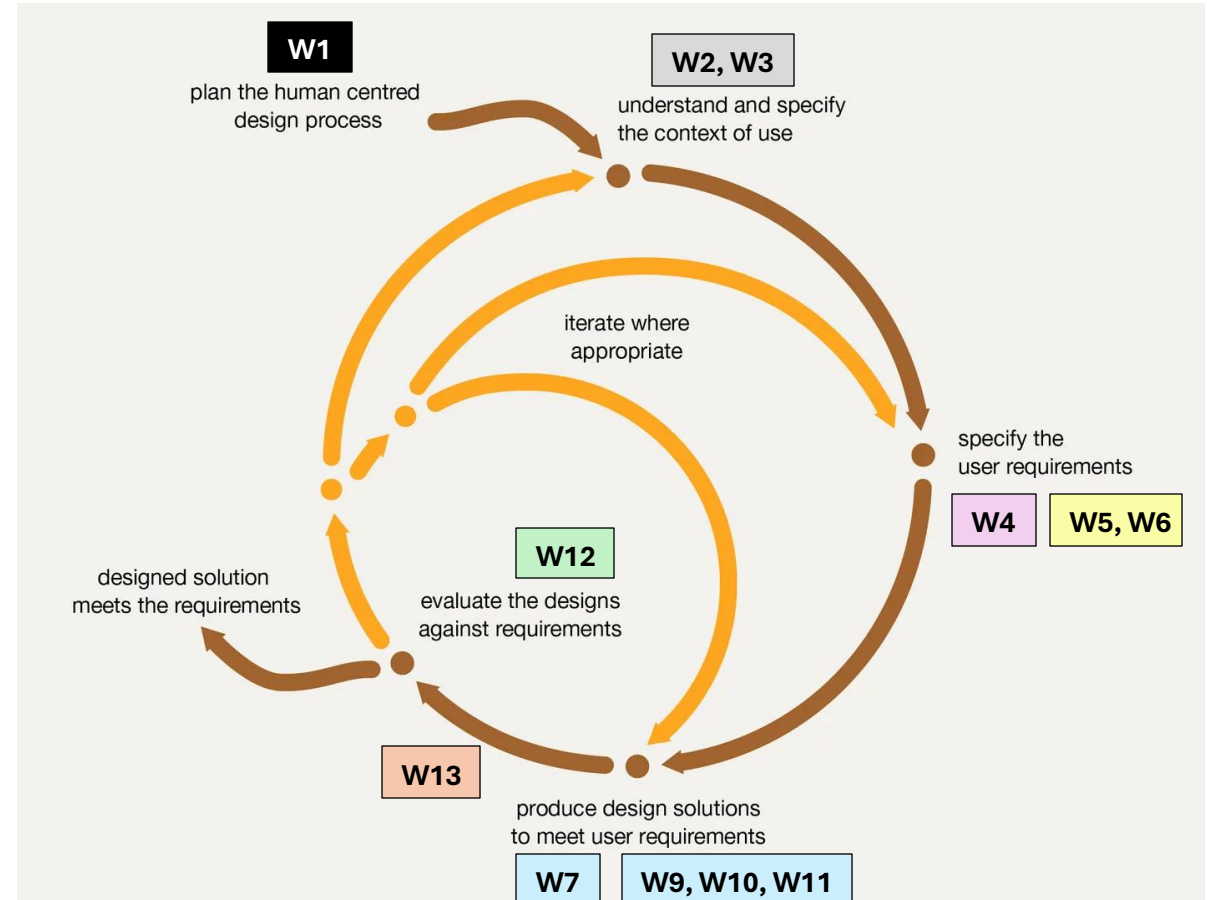 W1
plan the human centred
design process
W2, W3
understand and specify
the context of use
iterate where
appropriate
specify the
user requirements
W4
W5, W6
W12
evaluate the designs
against requirements
designed solution
meets the requirements
W13
produce design solutions
to meet user requirements
W7
W9, W10, W11